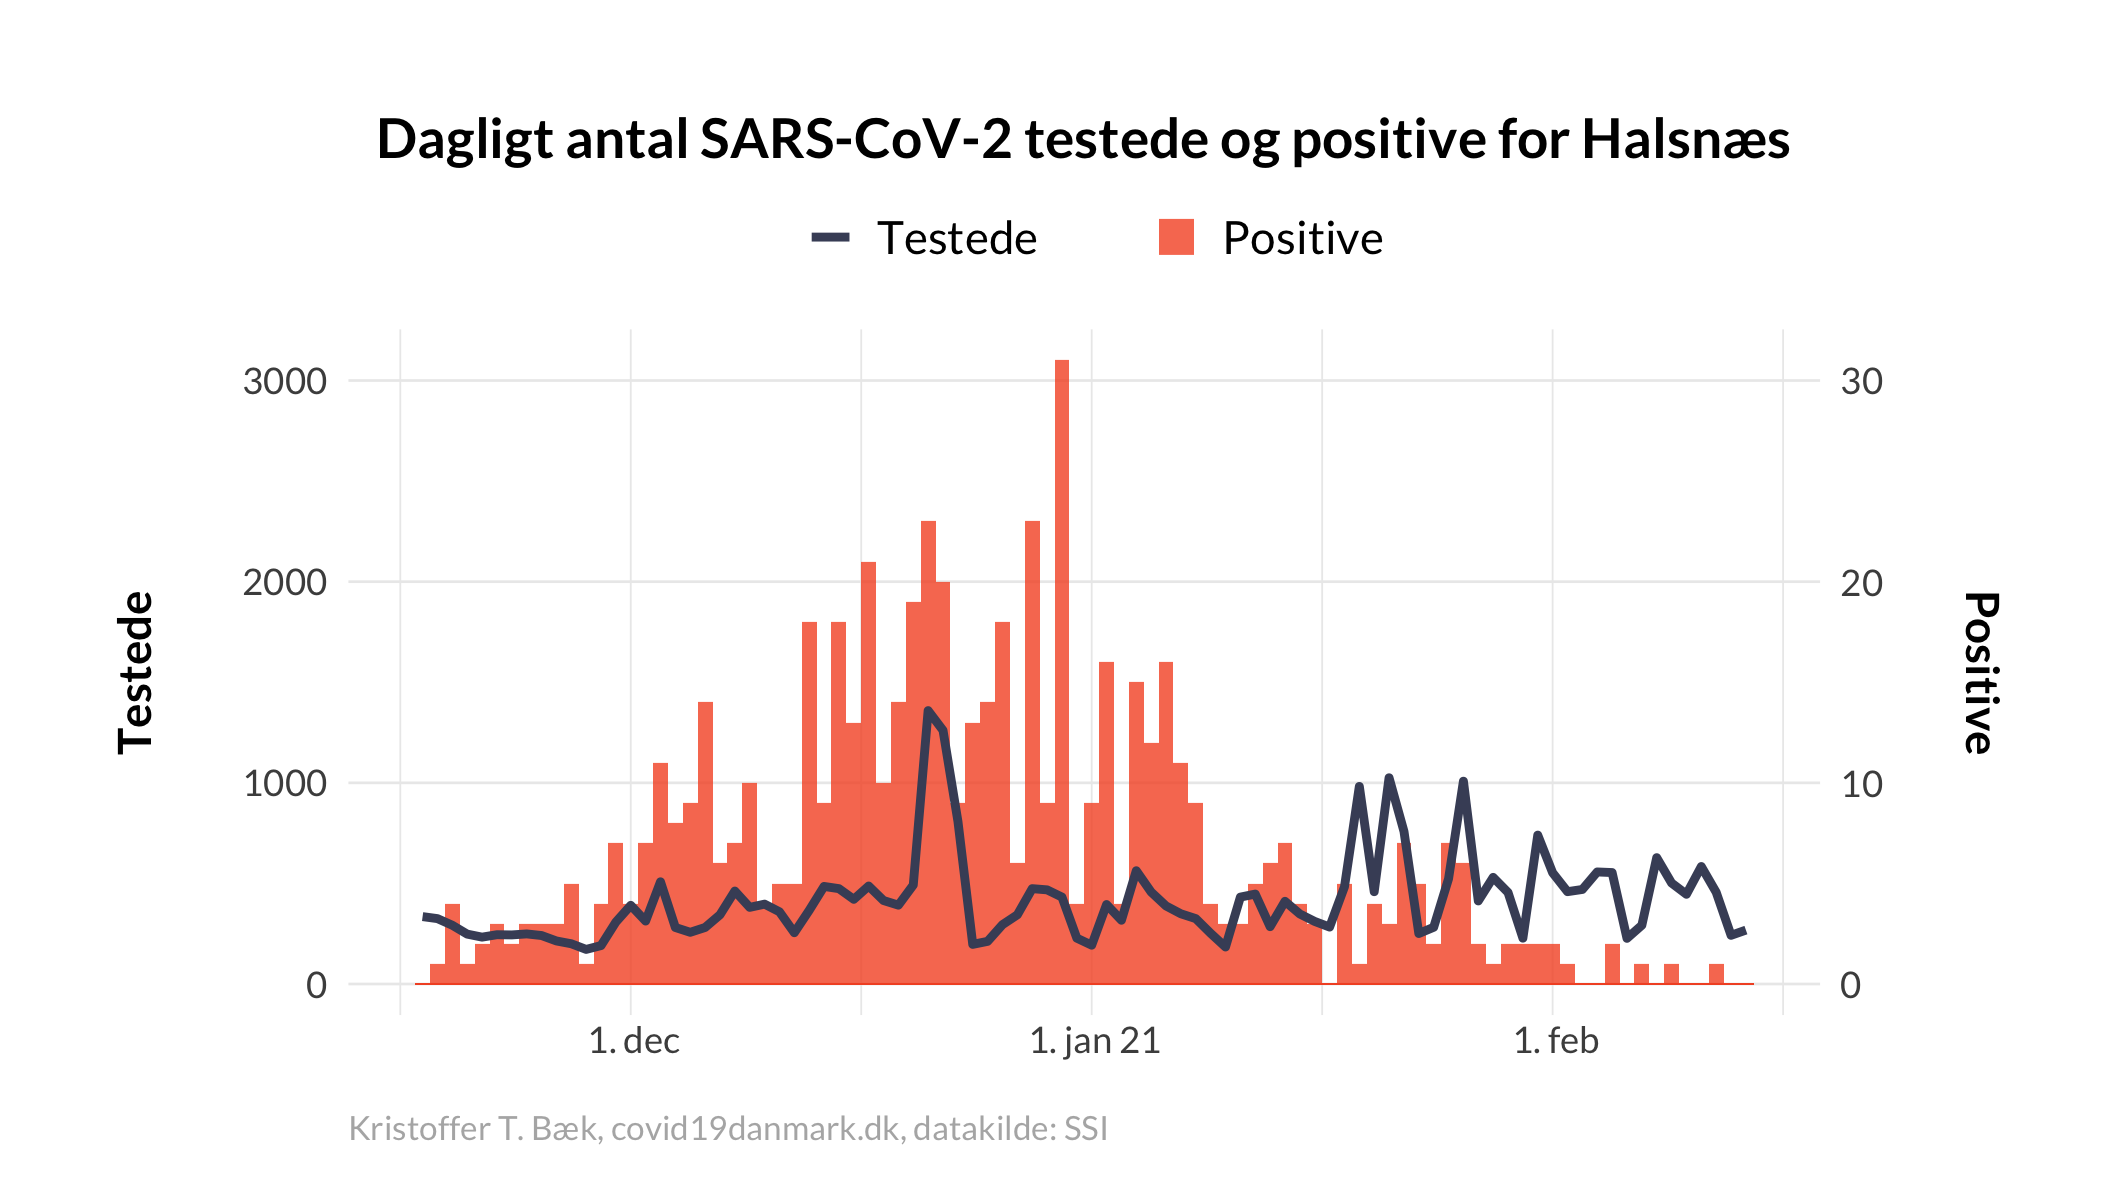 Dagligt antal SARS-CoV-2 testede og positive for Halsnæs
Testede
Positive
3000
2000
1000
0
Testede
30
20
10
0
Positive
1. dec
1. jan 21
1. feb
Kristoffer T. Bæk, covid19danmark.dk, datakilde: SSI